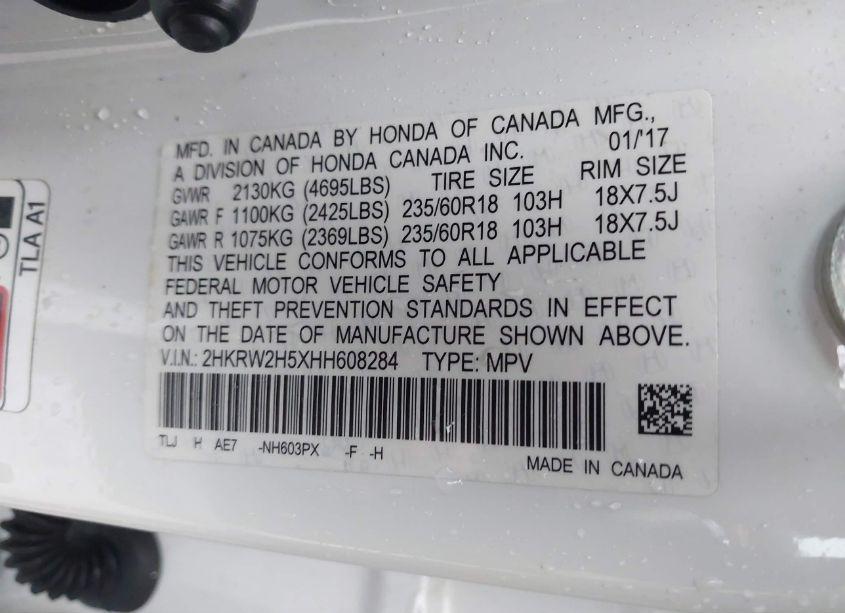 MFD. IN CANADA BY HONDA OF CANADA MFG.,
A DIVISION OF HONDA CANADA INC. 01/'17
GVWR 2130KG (4695LBS) TIRE SIZE RIM SIZE
GAWR F 1100KG (2425LBS) 235/60R18 103H 18X7.5J
GAWR R 1075KG (2369LBS) 235/60R18 103H 18X7.5J
THIS VEHICLE CONFORMS TO ALL APPLICABLE
FEDERAL MOTOR VEHICLE SAFETY
AND THEFT PREVENTION STANDARDS IN EFFECT
ON THE DATE OF MANUFACTURE SHOWN ABOVE.
V.I.N.: 2HKRW2H5XHH608284 TYPE: MPV
TLJ H AE7 -NH603PX -F -H
MADE IN CANADA
TLA A1